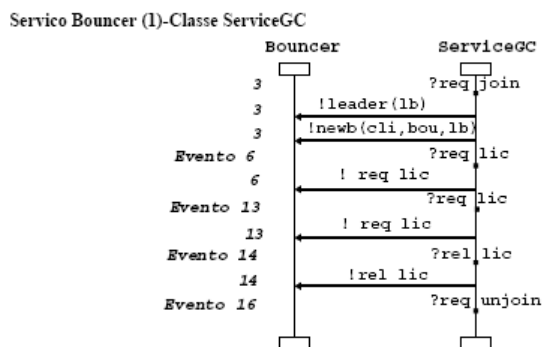 Servico Bouncer (1)-Classe ServiceGC
Bouncer ServiceGC
3 ?req join
3 !leader(lb)
3 !newb(cli,bou,lb)
Evento 6 ?req lic
6 ! req lic
Evento 13 ?req lic
13 ! req lic
Evento 14 ?rel lic
14 !rel lic
Evento 16 ?req unjoin